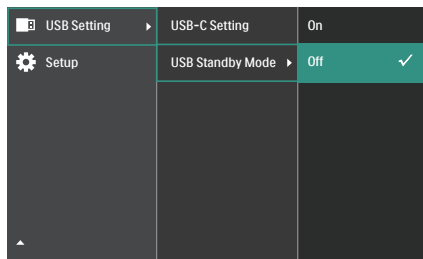 USB Setting
USB-C Setting
On
Setup
USB Standby Mode
Off